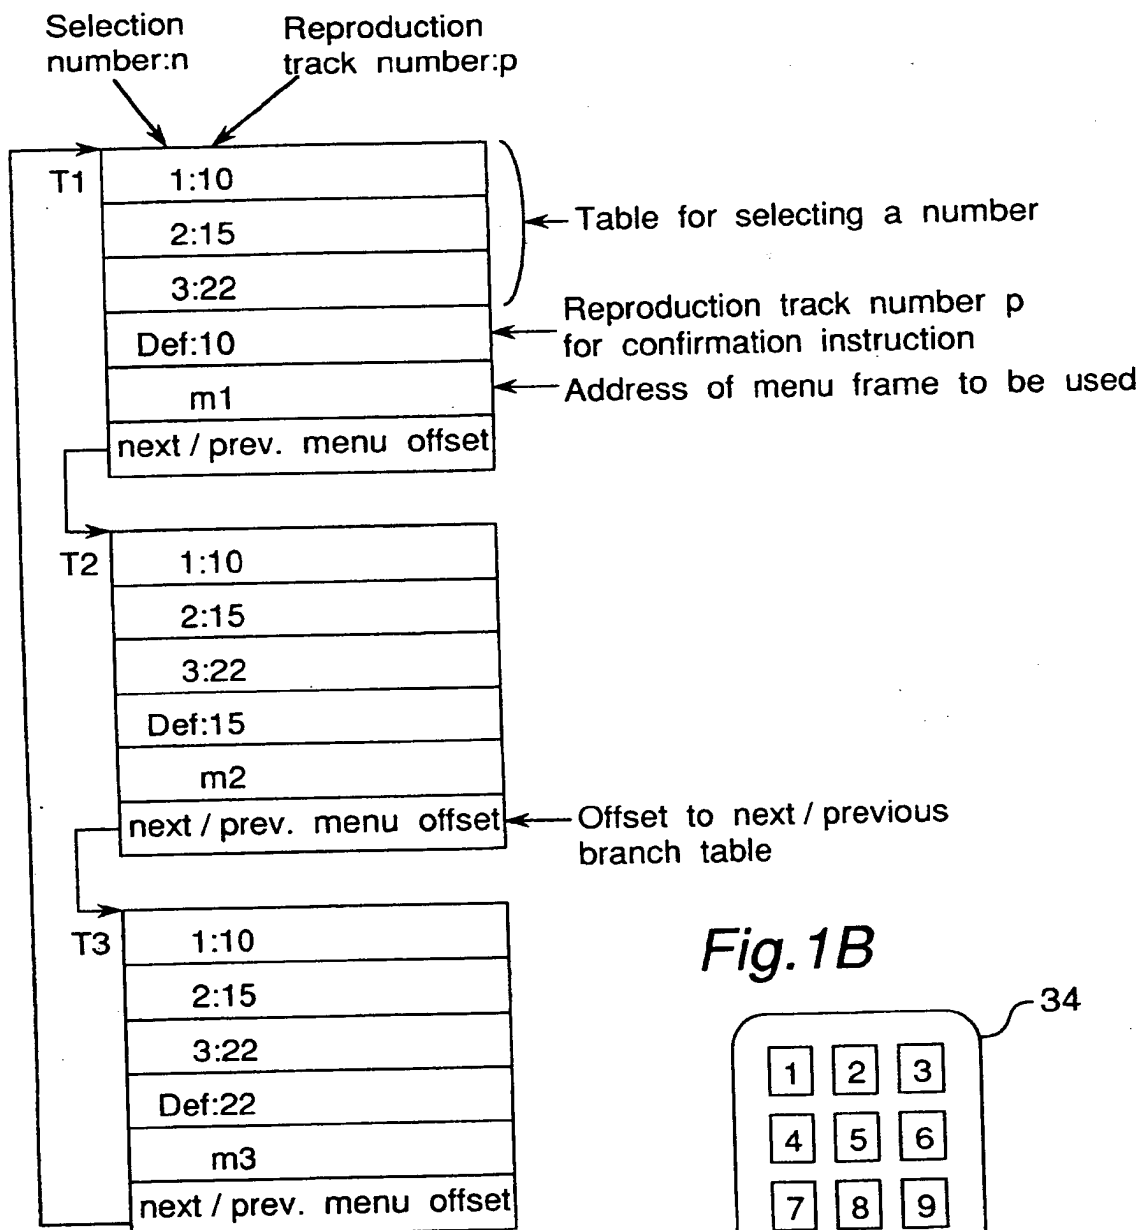 Selection
number:n
Reproduction
track number:p
T1
1:10
2:15
3:22
Def:10
m1
next / prev. menu offset
Table for selecting a number
Reproduction track number p
for confirmation instruction
Address of menu frame to be used
T2
1:10
2:15
3:22
Def:15
m2
next / prev. menu offset
Offset to next / previous
branch table
T3
1:10
2:15
3:22
Def:22
m3
next / prev. menu offset
Fig.1B
34
1 2 3
4 5 6
7 8 9